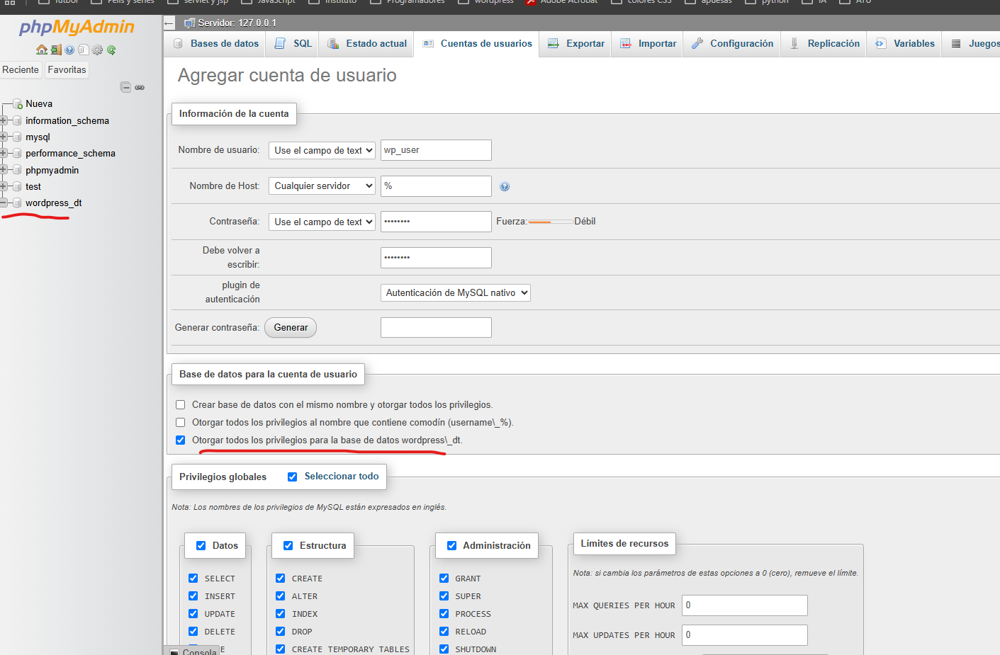 futbol
Pelis y series
servlet y jsp
JavaScript
Instituto
Programadores
wordpress
Adobe Acrobat
colores CSS
apuesas
python
IA
ATU
phpMyAdmin
Servidor: 127.0.0.1
Bases de datos
SQL
Estado actual
Cuentas de usuarios
Exportar
Importar
Configuración
Replicación
Variables
Juegos
Reciente
Favoritas
Nueva
information_schema
mysql
performance_schema
phpmyadmin
test
wordpress_dt
Agregar cuenta de usuario
Información de la cuenta
Nombre de usuario: Use el campo de text wp_user
Nombre de Host: Cualquier servidor %
Contraseña: Use el campo de text •••••••• Fuerza: Débil
Debe volver a
escribir: ••••••••
plugin de
autenticación Autenticación de MySQL nativo
Generar contraseña: Generar
Base de datos para la cuenta de usuario
Crear base de datos con el mismo nombre y otorgar todos los privilegios.
Otorgar todos los privilegios al nombre que contiene comodín (username\_%).
Otorgar todos los privilegios para la base de datos wordpress\_dt.
Privilegios globales Seleccionar todo
Nota: Los nombres de los privilegios de MySQL están expresados en inglés.
Datos
SELECT
INSERT
UPDATE
DELETE
Estructura
CREATE
ALTER
INDEX
DROP
CREATE TEMPORARY TABLES
Administración
GRANT
SUPER
PROCESS
RELOAD
SHUTDOWN
Límites de recursos
Nota: si cambia los parámetros de estas opciones a 0 (cero), remueve el límite.
MAX QUERIES PER HOUR 0
MAX UPDATES PER HOUR 0
Consola